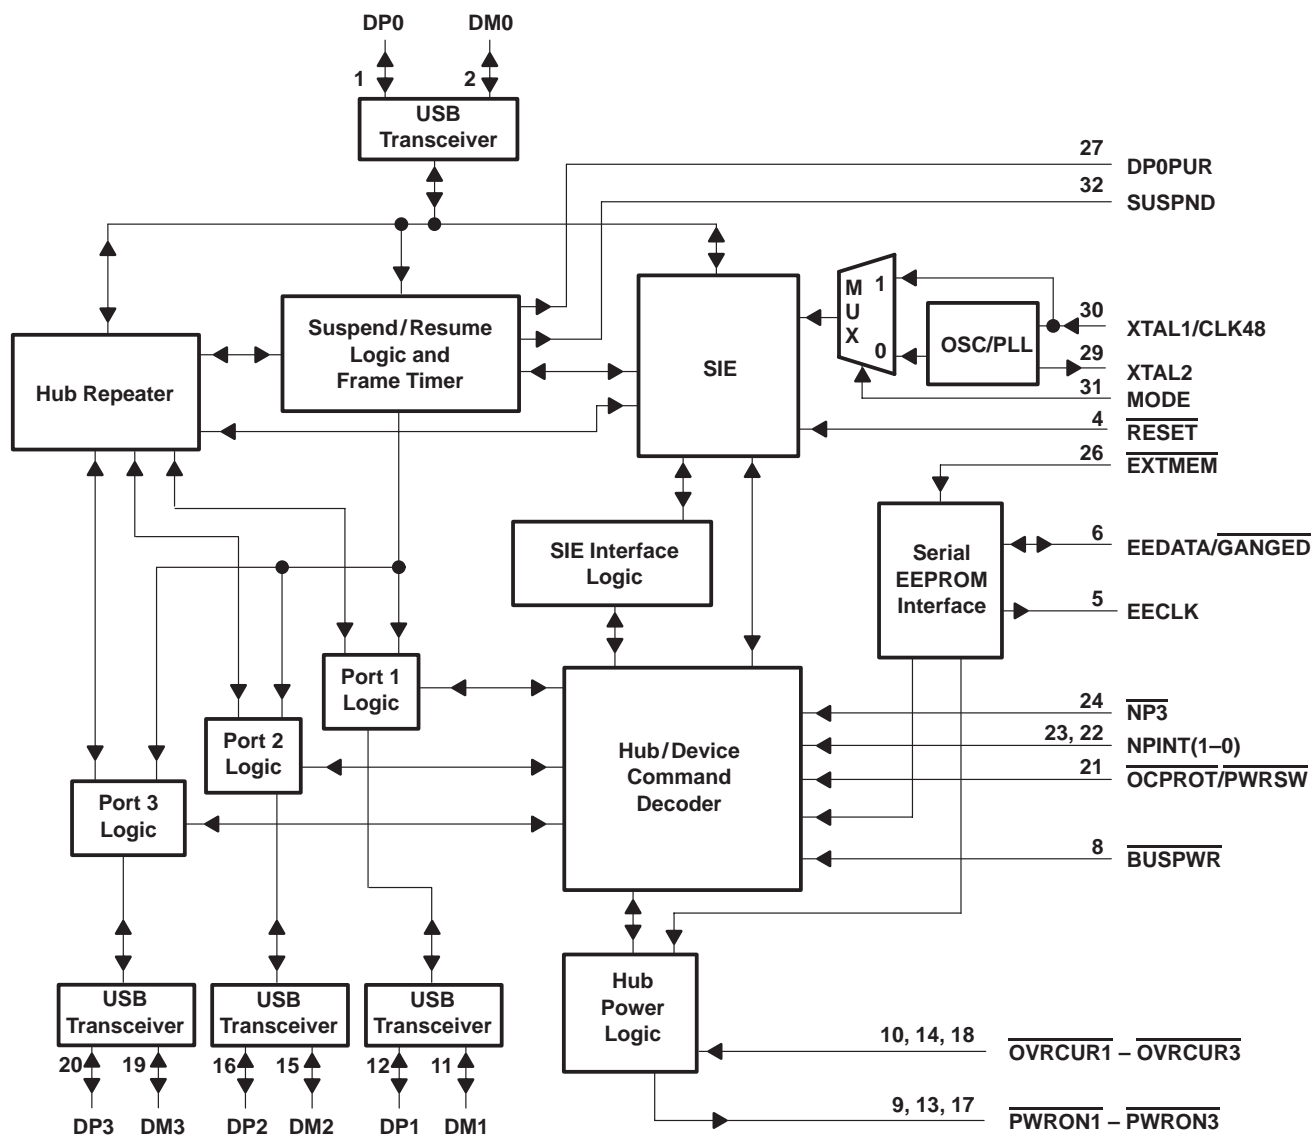 DP0 DM0
1 2
USB
Transceiver
27 DP0PUR
32 SUSPND
Suspend/Resume
Logic and
Frame Timer
Hub Repeater
SIE
M
U
X
1
0
OSC/PLL
30 XTAL1/CLK48
29 XTAL2
31 MODE
4 RESET
26 EXTMEM
SIE Interface
Logic
Serial
EEPROM
Interface
6 EEDATA/GANGED
5 EECLK
Port 1
Logic
Port 2
Logic
Port 3
Logic
Hub/Device
Command
Decoder
24 NP3
23, 22 NPINT(1–0)
21 OCPROT/PWRSW
8 BUSPWR
Hub
Power
Logic
10, 14, 18 OVRCUR1 – OVRCUR3
9, 13, 17 PWRON1 – PWRON3
USB
Transceiver
USB
Transceiver
USB
Transceiver
20 19 16 15 12 11
DP3 DM3 DP2 DM2 DP1 DM1